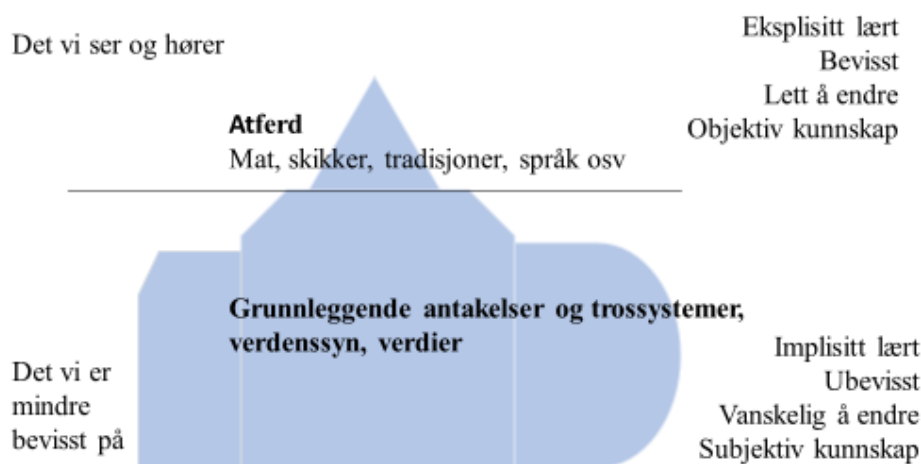 Det vi ser og hører
Eksplisitt lært
Bevisst
Lett å endre
Objektiv kunnskap
Atferd
Mat, skikker, tradisjoner, språk osv
Grunnleggende antakelser og trossystemer,
verdenssyn, verdier
Det vi er
mindre
bevisst på
Implisitt lært
Ubevisst
Vanskelig å endre
Subjektiv kunnskap